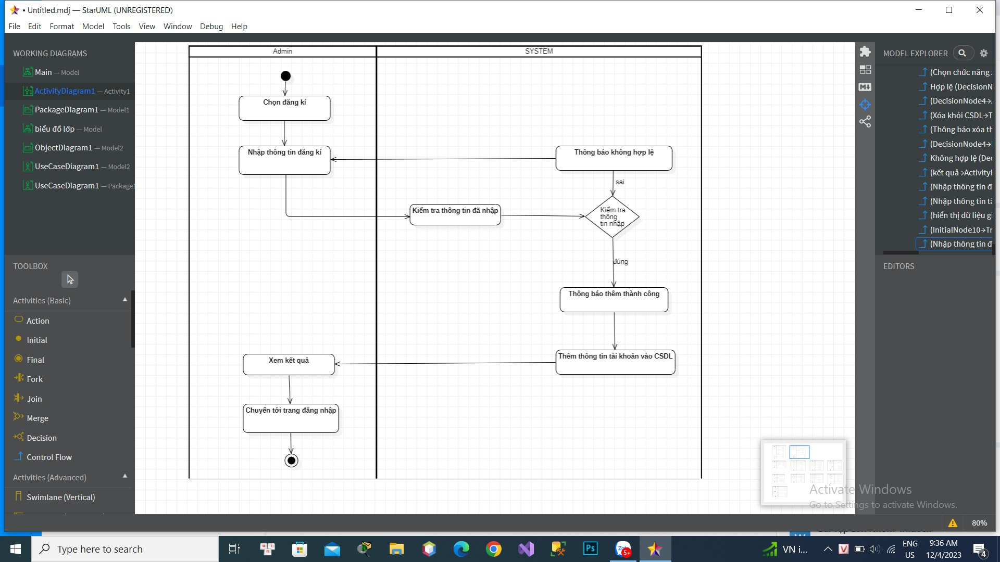 • Untitled.mdj — StarUML (UNREGISTERED)
File Edit Format Model Tools View Window Debug Help
WORKING DIAGRAMS
Main — Model
ActivityDiagram1 — Activity1
PackageDiagram1 — Model1
biểu đồ lớp — Model
ObjectDiagram1 — Model2
UseCaseDiagram1 — Model2
UseCaseDiagram1 — Package1
TOOLBOX
Activities (Basic)
Action
Initial
Final
Fork
Join
Merge
Decision
Control Flow
Activities (Advanced)
Swimlane (Vertical)
Admin
SYSTEM
Chọn đăng kí
Nhập thông tin đăng kí
Thông báo không hợp lệ
sai
Kiểm tra thông tin đã nhập
Kiểm tra
thông
tin nhập
đúng
Thông báo thêm thành công
Xem kết quả
Thêm thông tin tài khoản vào CSDL
Chuyển tới trang đăng nhập
MODEL EXPLORER
(Chọn chức năng
Hợp lệ (DecisionN
(DecisionNode4→
(Xóa khỏi CSDL→T
(Thông báo xóa th
(DecisionNode4→
Không hợp lệ (Dec
(kết quả→Activity
(Nhập thông tin đ
(Nhập thông tin tà
(hiển thị dữ liệu gi
(InitialNode10→Tr
(Nhập thông tin đ
EDITORS
Activate Windows
Go to Settings to activate Windows.
80%
Type here to search
Ps
5+
VN i...
ENG
US
9:36 AM
12/4/2023
4